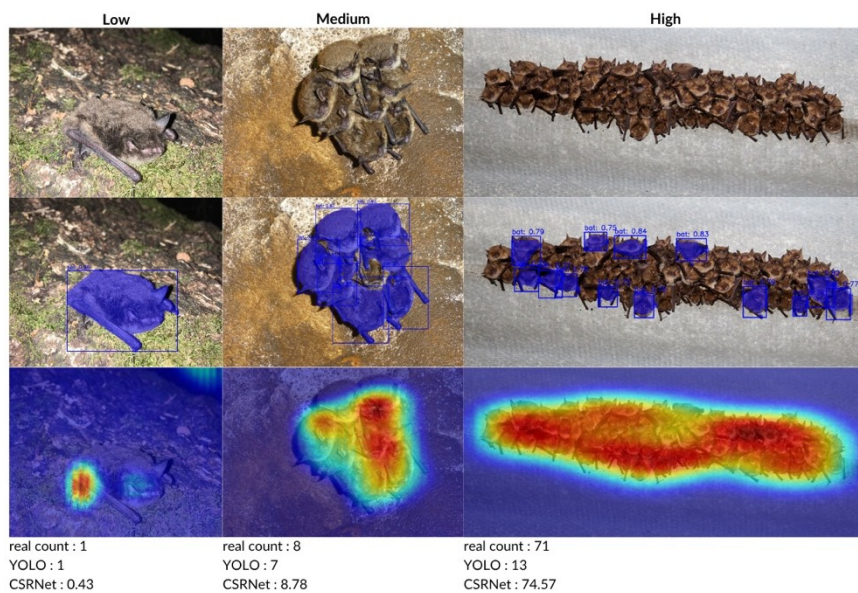 Low
Medium
High
bat: 0.79
bat: 0.75
bat: 0.84
bat: 0.83
real count : 1
YOLO : 1
CSRNet : 0.43
real count : 8
YOLO : 7
CSRNet : 8.78
real count : 71
YOLO : 13
CSRNet : 74.57